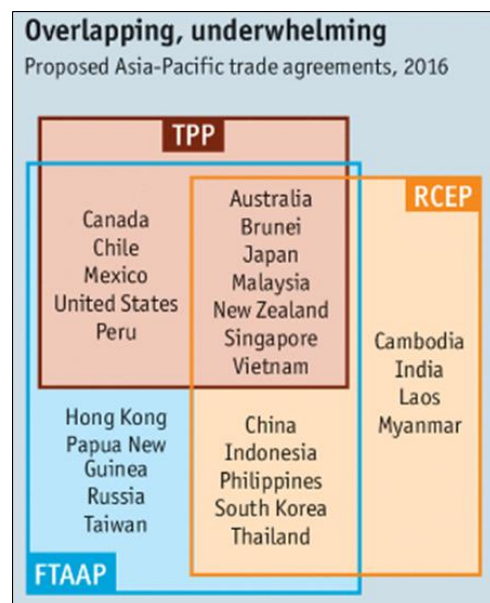 Overlapping, underwhelming
Proposed Asia-Pacific trade agreements, 2016
TPP
RCEP
Canada
Chile
Mexico
United States
Peru
Australia
Brunei
Japan
Malaysia
New Zealand
Singapore
Vietnam
Cambodia
India
Laos
Myanmar
Hong Kong
Papua New
Guinea
Russia
Taiwan
China
Indonesia
Philippines
South Korea
Thailand
FTAAP